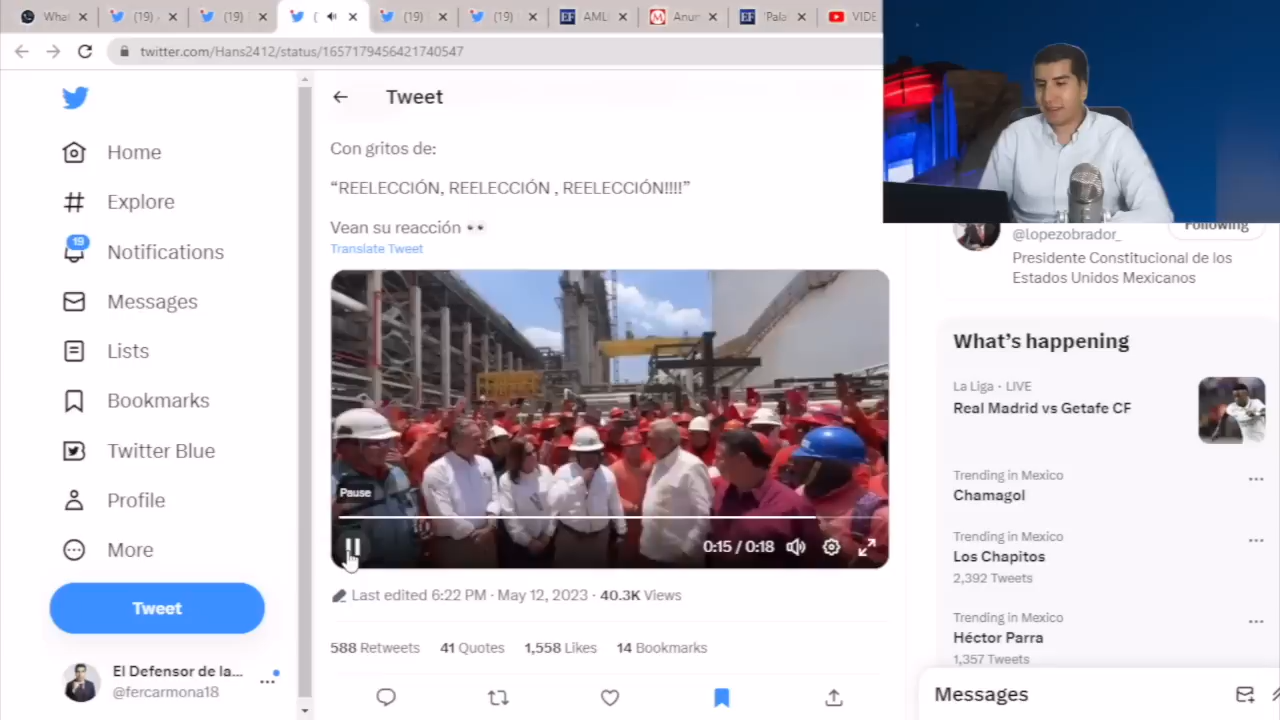 Wha
(19)
(19)
(
(19)
(19)
EF AML
M Anun
EF 'Pala
VIDE
twitter.com/Hans2412/status/1657179456421740547
Home
Explore
19
Notifications
Messages
Lists
Bookmarks
Twitter Blue
Profile
More
Tweet
El Defensor de la...
@fercarmona18
Tweet
Con gritos de:
“REELECCIÓN, REELECCIÓN , REELECCIÓN!!!!”
Vean su reacción 👀
Translate Tweet
Pause
0:15 / 0:18
Last edited 6:22 PM · May 12, 2023 · 40.3K Views
588 Retweets 41 Quotes 1,558 Likes 14 Bookmarks
Following
@lopezobrador_
Presidente Constitucional de los
Estados Unidos Mexicanos
What’s happening
La Liga · LIVE
Real Madrid vs Getafe CF
Trending in Mexico
Chamagol
Trending in Mexico
Los Chapitos
2,392 Tweets
Trending in Mexico
Héctor Parra
1,357 Tweets
Messages